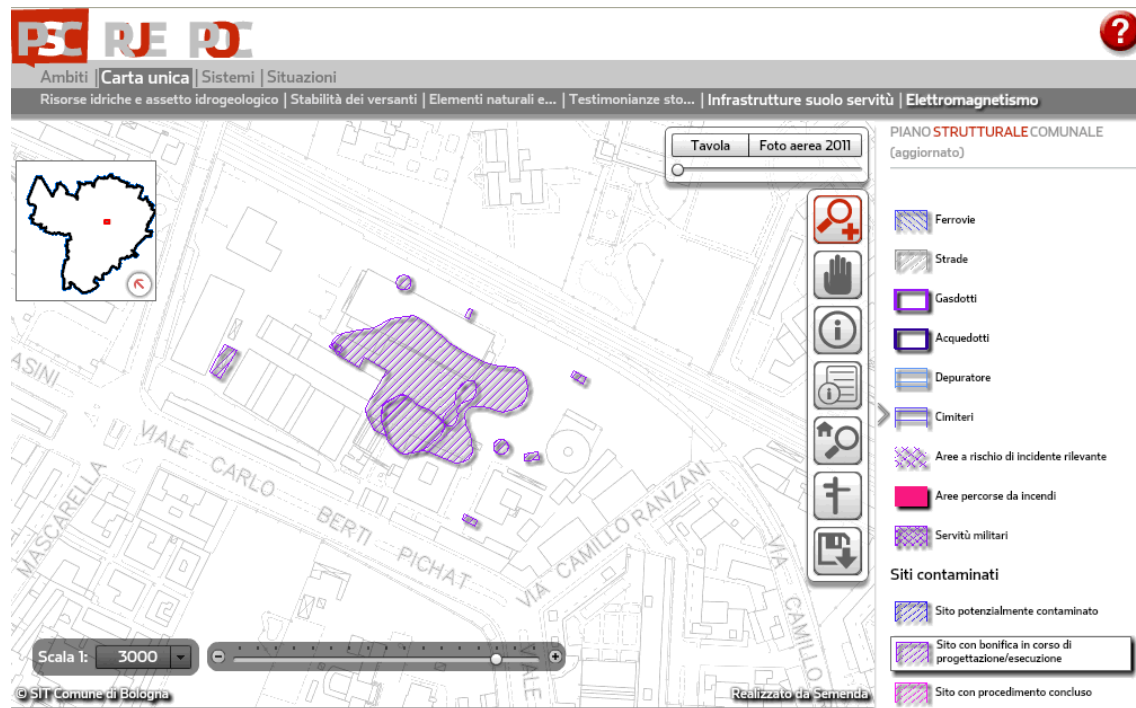 PSC RUE POC
?
Ambiti | Carta unica | Sistemi | Situazioni
Risorse idriche e assetto idrogeologico | Stabilità dei versanti | Elementi naturali e... | Testimonianze sto... | Infrastrutture suolo servitù | Elettromagnetismo
PIANO STRUTTURALE COMUNALE
(aggiornato)
Tavola
Foto aerea 2011
Ferrovie
Strade
Gasdotti
Acquedotti
Depuratore
Cimiteri
Aree a rischio di incidente rilevante
Aree percorse da incendi
Servitù militari
Siti contaminati
Sito potenzialmente contaminato
Sito con bonifica in corso di
progettazione/esecuzione
Sito con procedimento concluso
ASINI
MASCARELLA
VIALE CARLO
BERTI PICHAT
VIA CAMILLO RANZANI
VIA
CAMILLO
VIALE
Scala 1: 3000
© SIT Comune di Bologna
Realizzato da Semenda